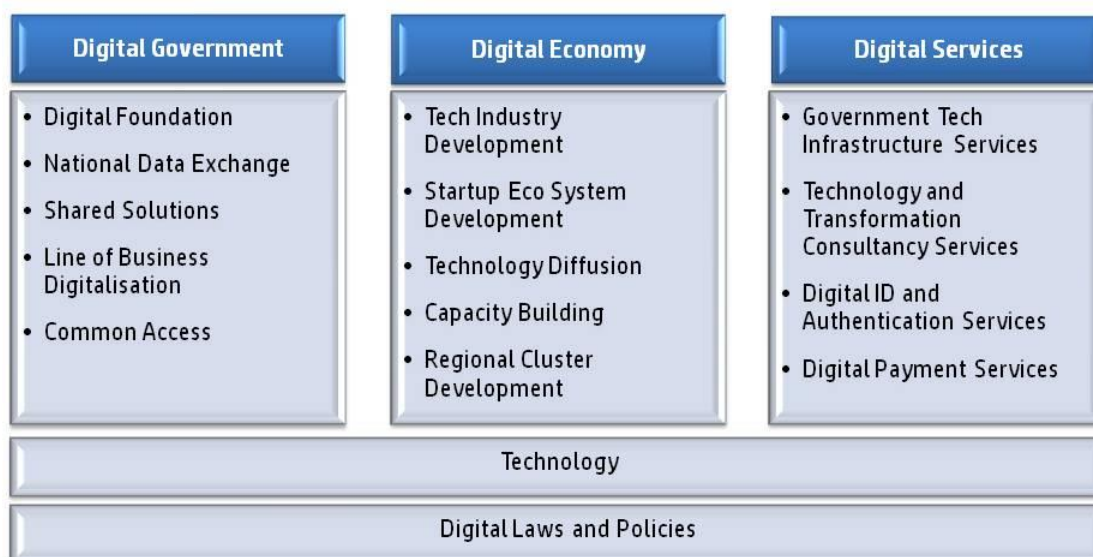 Digital Government
• Digital Foundation
• National Data Exchange
• Shared Solutions
• Line of Business
Digitalisation
• Common Access
Digital Economy
• Tech Industry
Development
• Startup Eco System
Development
• Technology Diffusion
• Capacity Building
• Regional Cluster
Development
Digital Services
• Government Tech
Infrastructure Services
• Technology and
Transformation
Consultancy Services
• Digital ID and
Authentication Services
• Digital Payment Services
Technology
Digital Laws and Policies